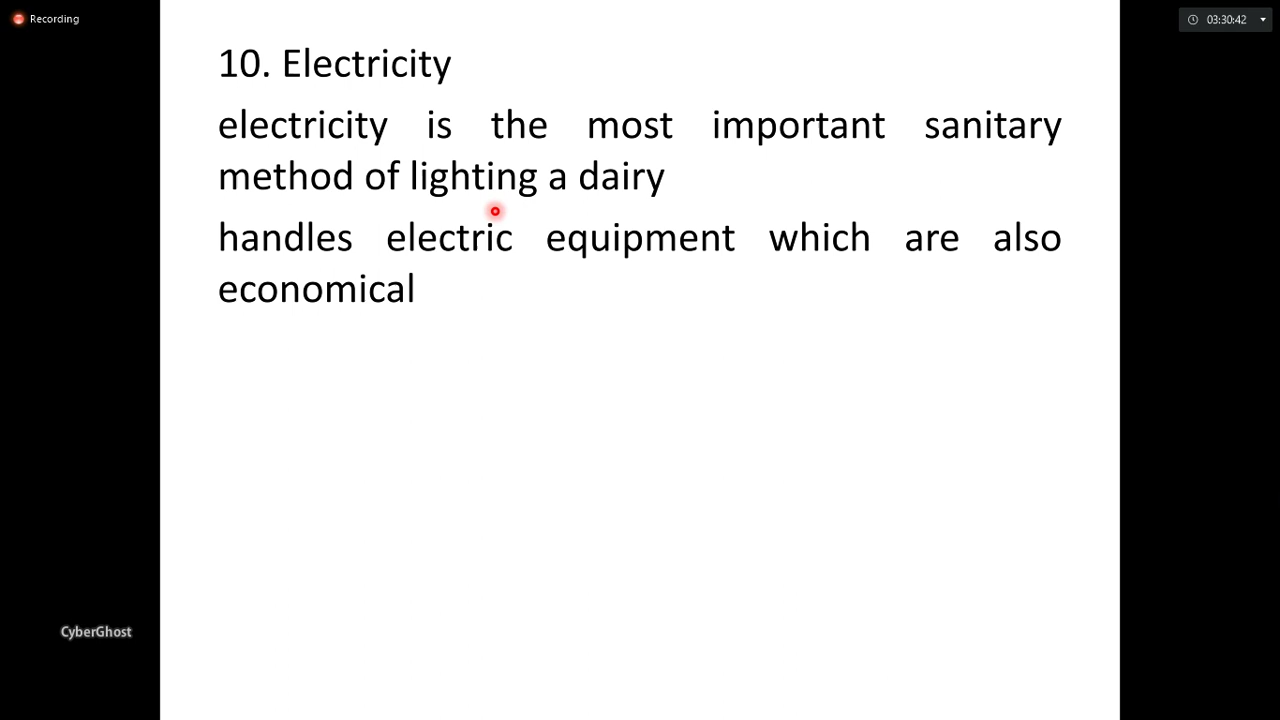 Recording
03:30:42
10. Electricity
electricity is the most important sanitary
method of lighting a dairy
handles electric equipment which are also
economical
CyberGhost